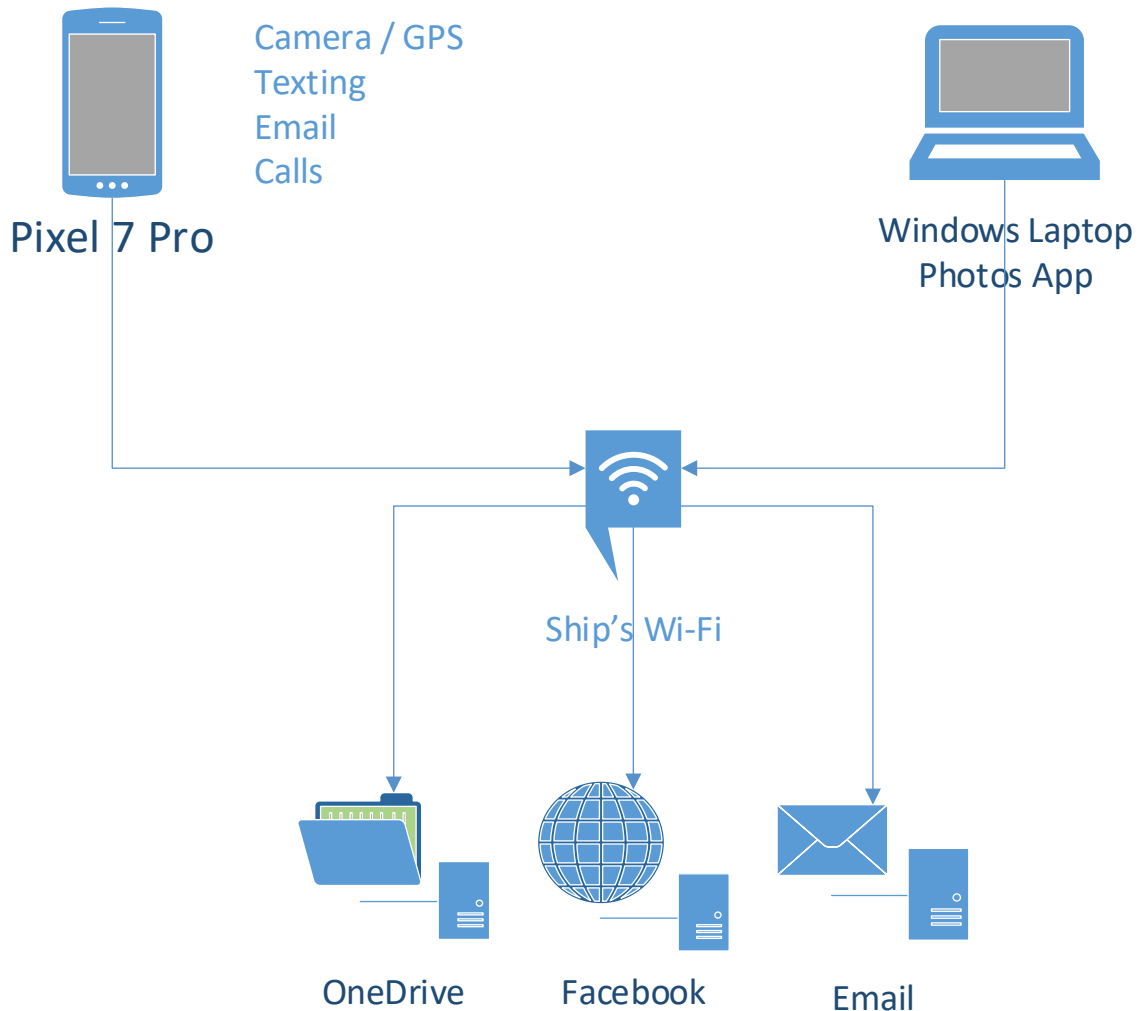 Camera / GPS
Texting
Email
Calls
Pixel 7 Pro
Windows Laptop
Photos App
Ship’s Wi-Fi
OneDrive
Facebook
Email